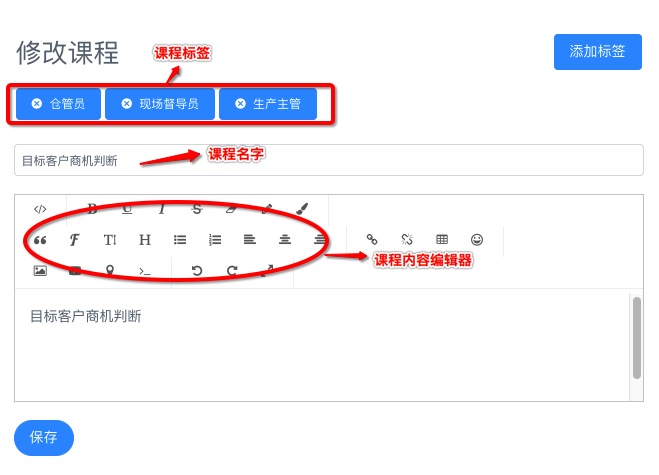 修改课程
课程标签
添加标签
仓管员
现场督导员
生产主管
目标客户商机判断
课程名字
课程内容编辑器
目标客户商机判断
保存